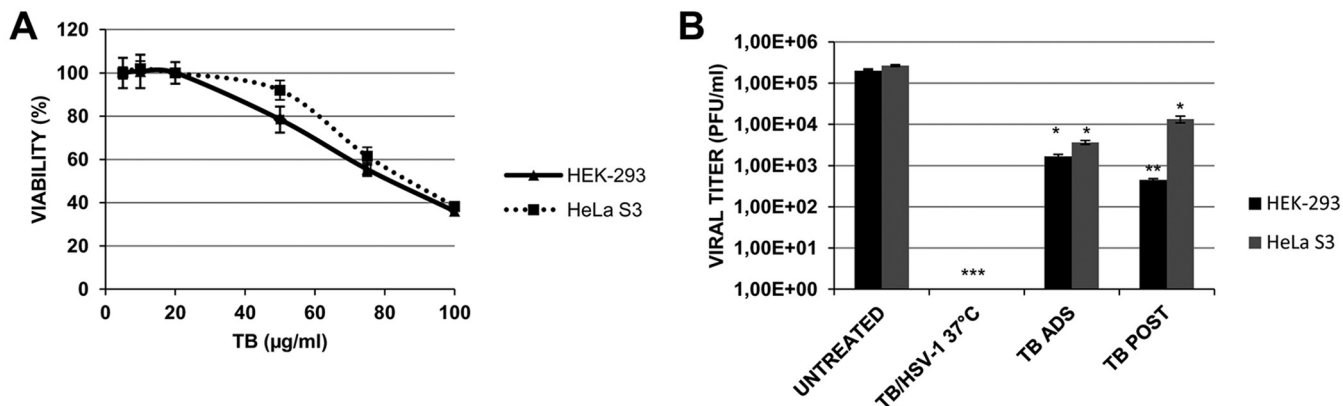 A
VIABILITY (%)
120
100
80
60
40
20
0
0 20 40 60 80 100
TB (µg/ml)
HEK-293
HeLa S3
B
VIRAL TITER (PFU/ml)
1,00E+06
1,00E+05
1,00E+04
1,00E+03
1,00E+02
1,00E+01
1,00E+00
***
* *
**
*
UNTREATED
TB/HSV-1 37°C
TB ADS
TB POST
HEK-293
HeLa S3